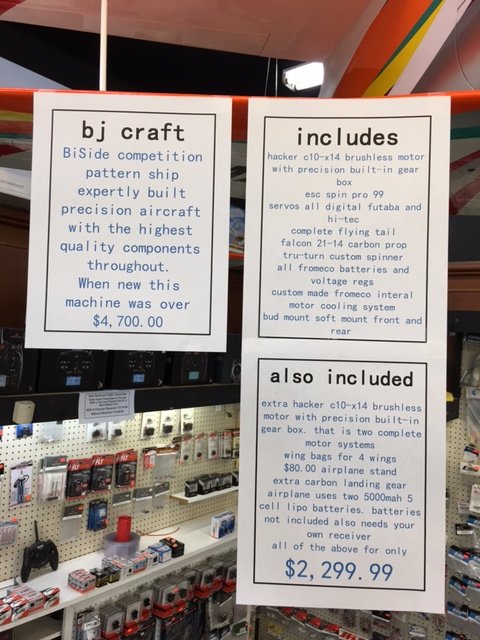 bj craft
BiSide competition
pattern ship
expertly built
precision aircraft
with the highest
quality components
throughout.
When new this
machine was over
$4,700.00
includes
hacker c10-x14 brushless motor
with precision built-in gear
box
esc spin pro 99
servos all digital futaba and
hi-tec
complete flying tail
falcon 21-14 carbon prop
tru-turn custom spinner
all fromeco batteries and
voltage regs
custom made fromeco interal
motor cooling system
bud mount soft mount front and
rear
also included
extra hacker c10-x14 brushless
motor with precision built-in
gear box. that is two complete
motor systems
wing bags for 4 wings
$80.00 airplane stand
extra carbon landing gear
airplane uses two 5000mah 5
cell lipo batteries. batteries
not included also needs your
own receiver
all of the above for only
$2,299.99